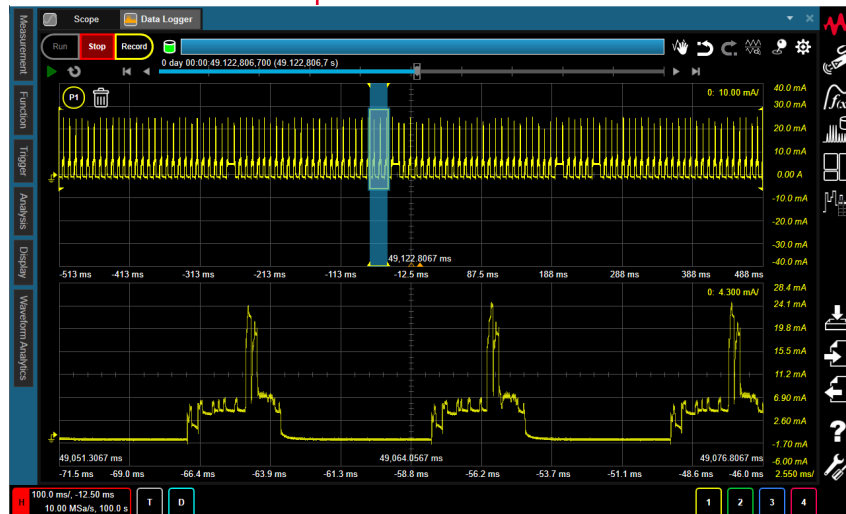 Scope
Data Logger
Measurement
Function
Trigger
Analysis
Display
Waveform Analytics
Run
Stop
Record
0 day 00:00:49.122,806,700 (49.122,806,7 s)
P1
0: 10.00 mA/
40.0 mA
30.0 mA
20.0 mA
10.0 mA
0.00 A
-10.0 mA
-20.0 mA
-30.0 mA
-40.0 mA
49,122.8067 ms
-513 ms -413 ms -313 ms -213 ms -113 ms -12.5 ms 87.5 ms 188 ms 288 ms 388 ms 488 ms
0: 4.300 mA/
28.4 mA
24.1 mA
19.8 mA
15.5 mA
11.2 mA
6.90 mA
2.60 mA
-1.70 mA
-6.00 mA
49,051.3067 ms 49,064.0567 ms 49,076.8067 ms
-71.5 ms -69.0 ms -66.4 ms -63.9 ms -61.3 ms -58.8 ms -56.2 ms -53.7 ms -51.1 ms -48.6 ms -46.0 ms 2.550 ms/
H
100.0 ms/, -12.50 ms
10.00 MSa/s, 100.0 s
T
D
1
2
3
4
f(x)
?